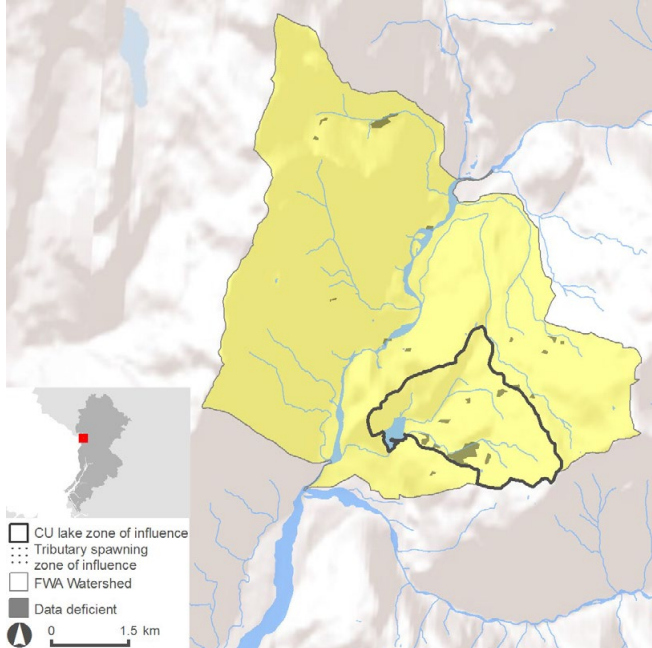 CU lake zone of influence
Tributary spawning
zone of influence
FWA Watershed
Data deficient
0 1.5 km